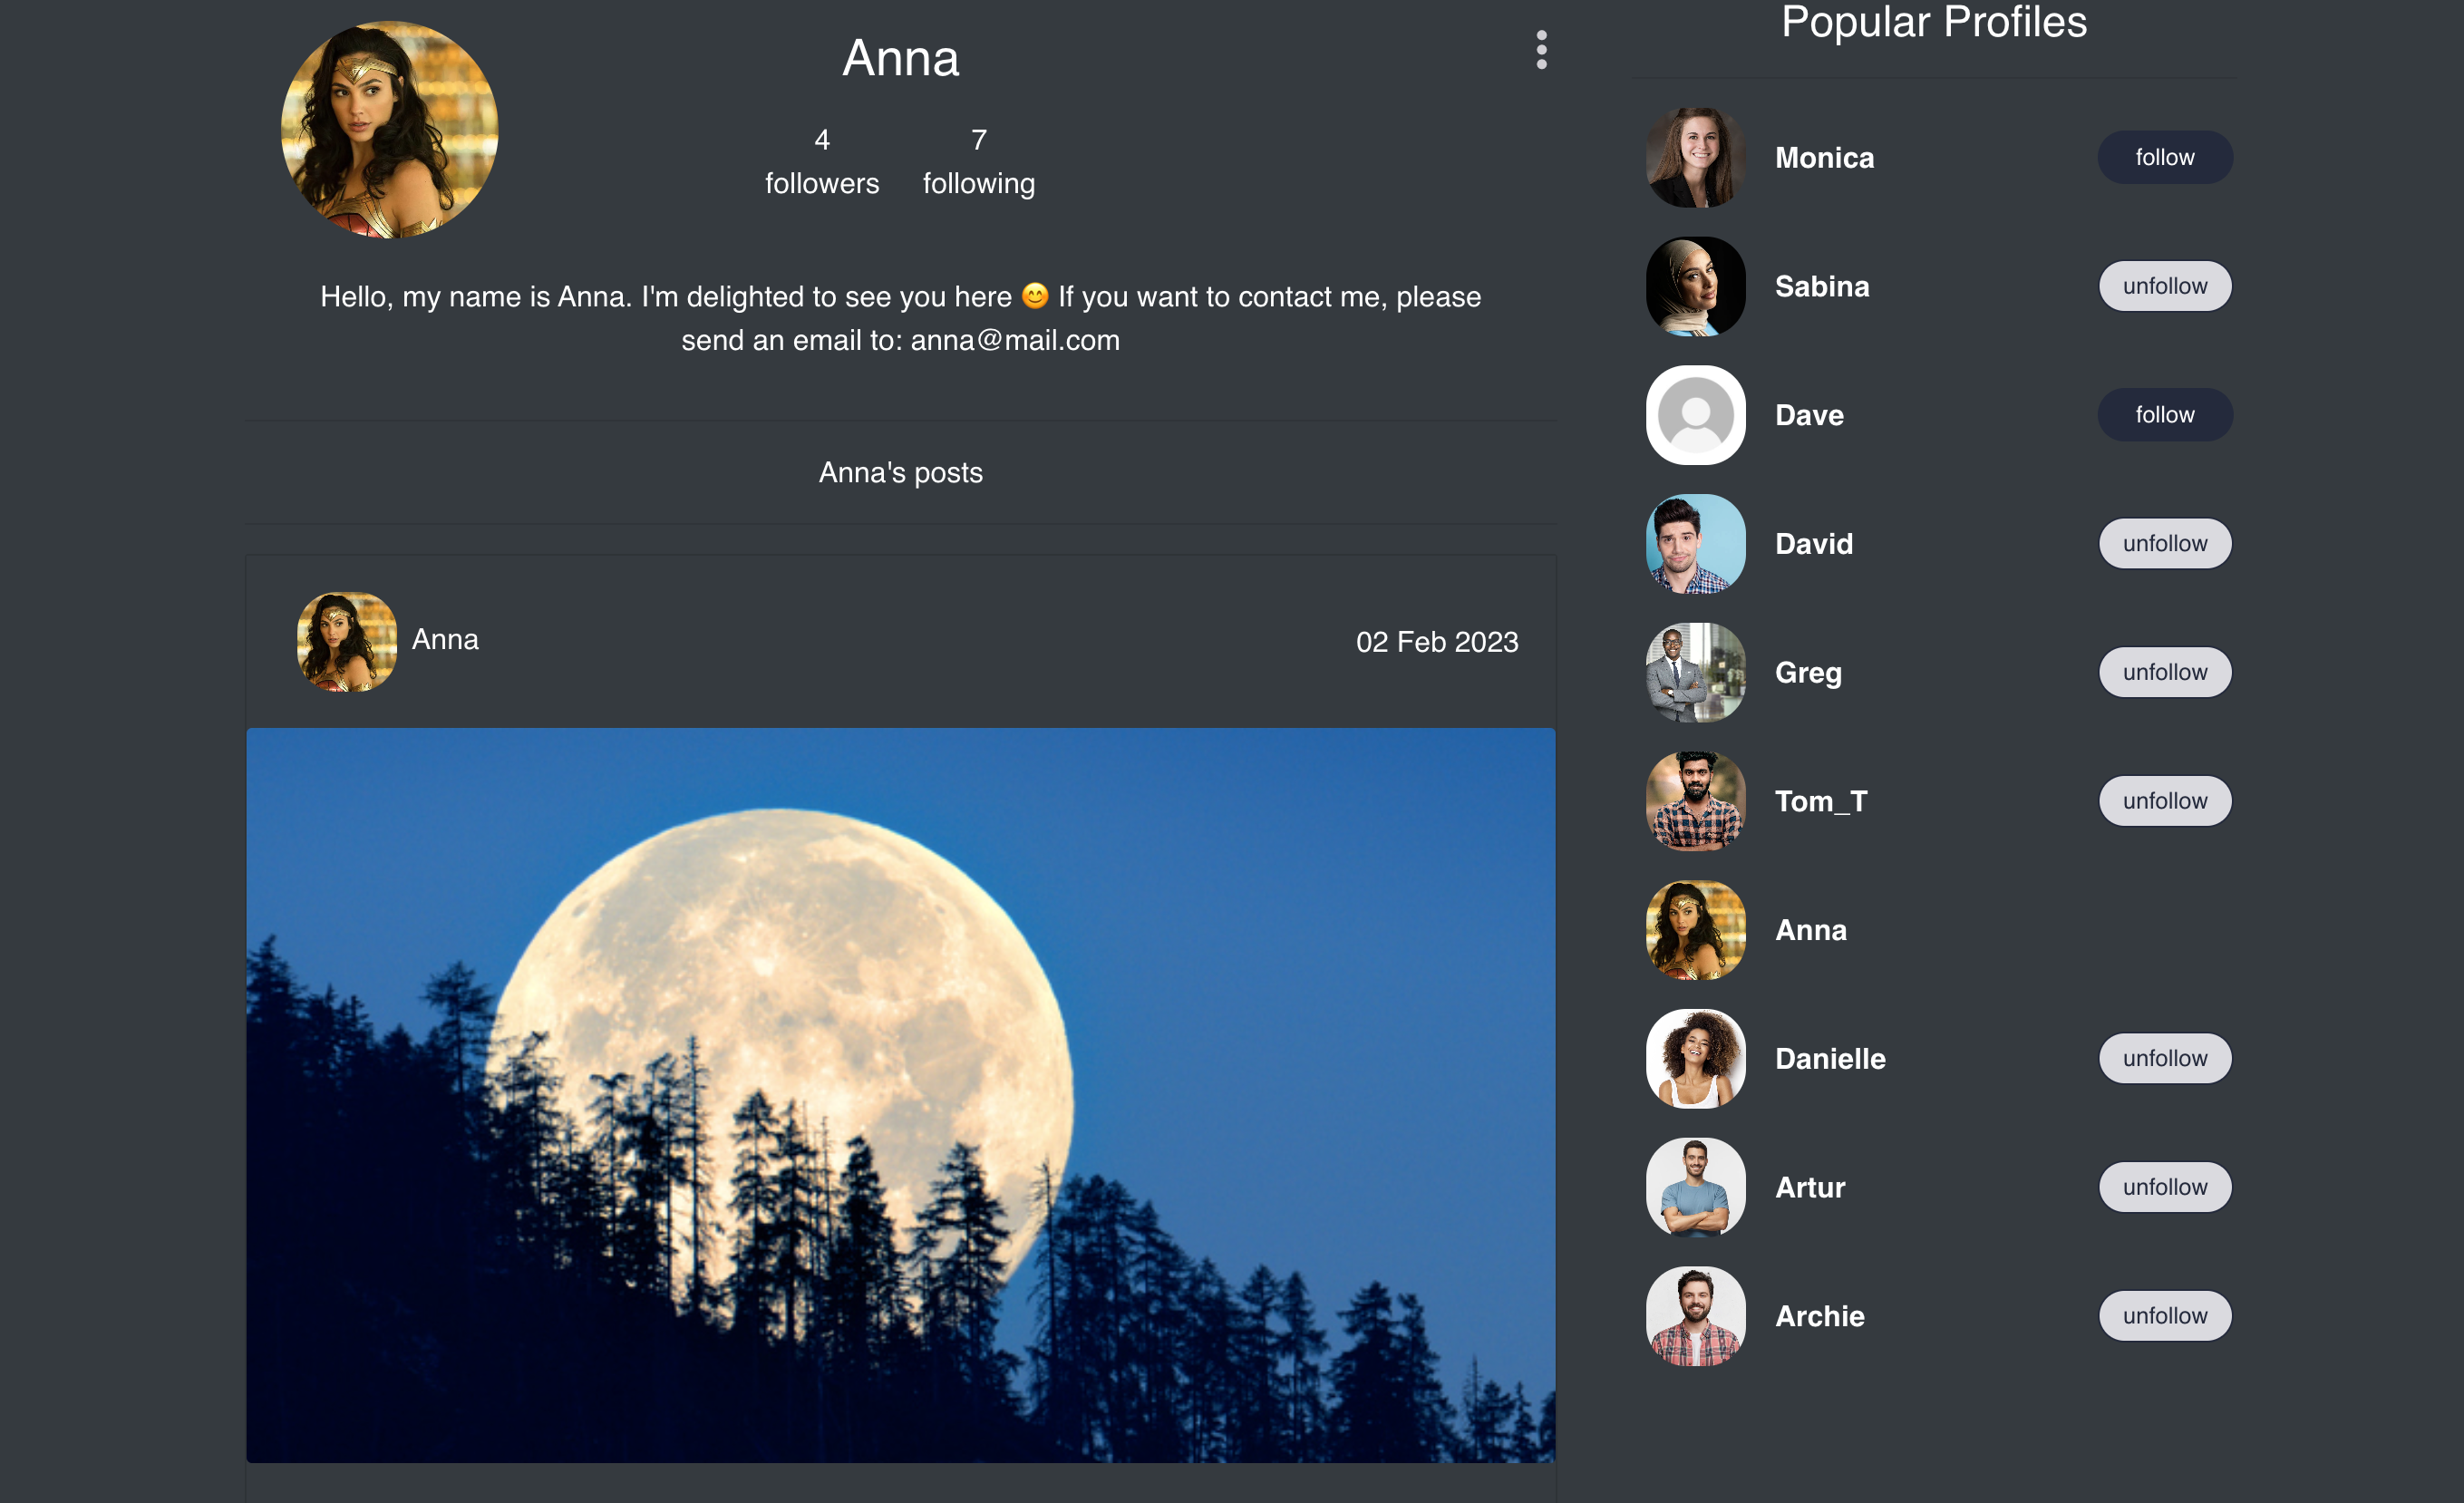 Anna
4 7
followers following
Hello, my name is Anna. I'm delighted to see you here 😊 If you want to contact me, please
send an email to: anna@mail.com
Anna's posts
Anna 02 Feb 2023
Popular Profiles
Monica follow
Sabina unfollow
Dave follow
David unfollow
Greg unfollow
Tom_T unfollow
Anna
Danielle unfollow
Artur unfollow
Archie unfollow